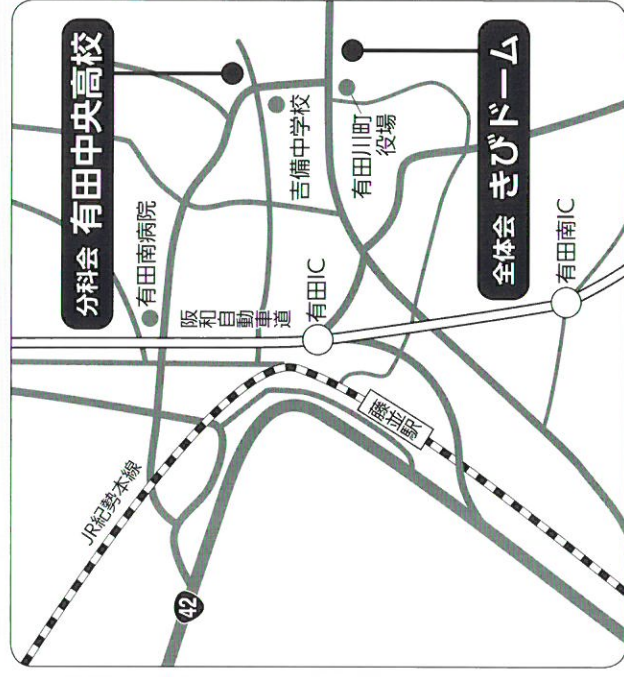 分科会 有田中央高校
有田南病院
阪和自動車道
吉備中学校
有田川町
役場
有田IC
全体会 きびドーム
有田南IC
藤並駅
JR紀勢本線
42